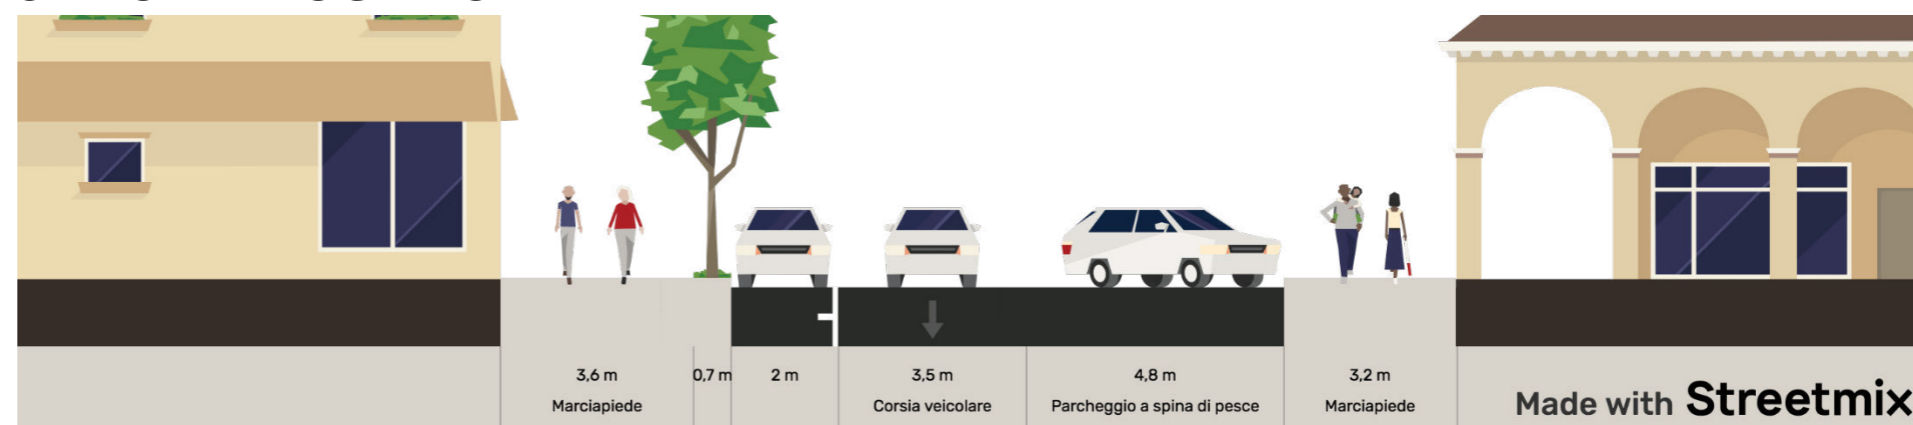 3,6 m
Marciapiede
0,7 m
2 m
3,5 m
Corsia veicolare
4,8 m
Parcheggio a spina di pesce
3,2 m
Marciapiede
Made with Streetmix